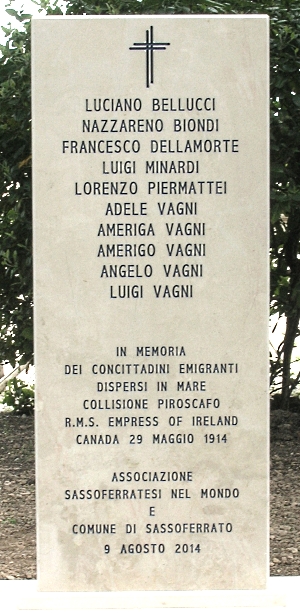 LUCIANO BELLUCCI
NAZZARENO BIONDI
FRANCESCO DELLAMORTE
LUIGI MINARDI
LORENZO PIERMATTEI
ADELE VAGNI
AMERIGA VAGNI
AMERIGO VAGNI
ANGELO VAGNI
LUIGI VAGNI
IN MEMORIA
DEI CONCITTADINI EMIGRANTI
DISPERSI IN MARE
COLLISIONE PIROSCAFO
R.M.S. EMPRESS OF IRELAND
CANADA 29 MAGGIO 1914
ASSOCIAZIONE
SASSOFERRATESI NEL MONDO
E
COMUNE DI SASSOFERRATO
9 AGOSTO 2014